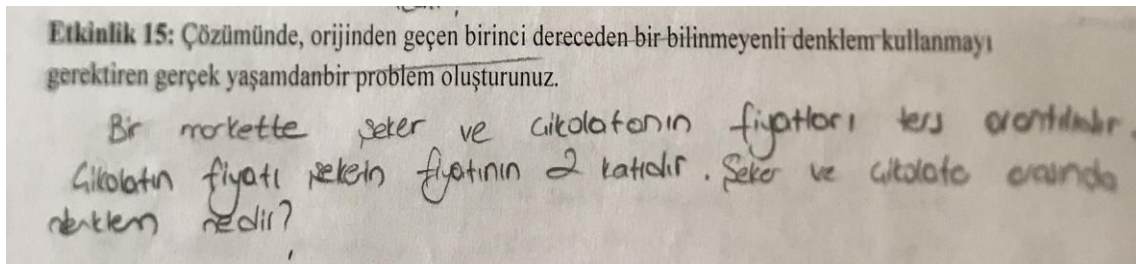 Etkinlik 15: Çözümünde, orijinden geçen birinci dereceden bir bilinmeyenli denklem kullanmayı
gerektiren gerçek yaşamdanbir problem oluşturunuz.
Bir markette şeker ve çikolatanın fiyatları ters orantılıdır.
Çikolatın fiyatı şekein fiyatının 2 katıdır. Şeker ve çikolata arasında
denklem nedir?